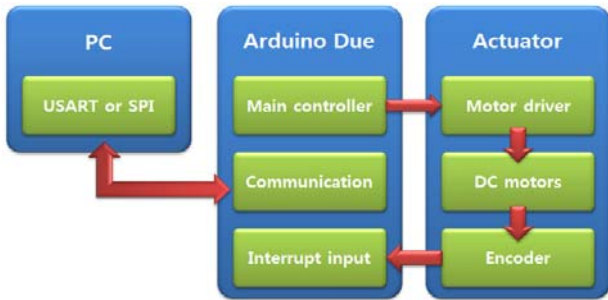 PC
USART or SPI
Arduino Due
Main controller
Communication
Interrupt input
Actuator
Motor driver
DC motors
Encoder